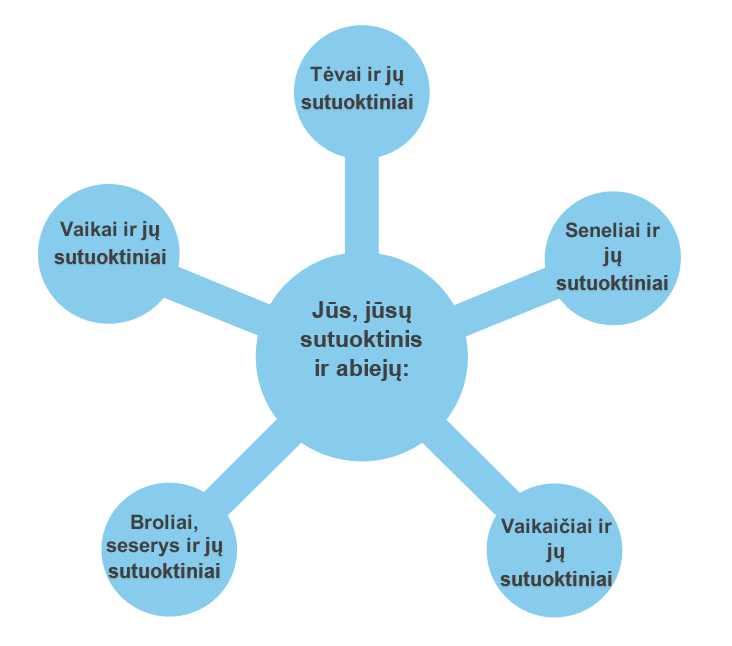 Tėvai ir jų
sutuoktiniai
Vaikai ir jų
sutuoktiniai
Seneliai ir
jų
sutuoktiniai
Jūs, jūsų
sutuoktinis
ir abiejų:
Broliai,
seserys ir jų
sutuoktiniai
Vaikaičiai ir
jų
sutuoktiniai